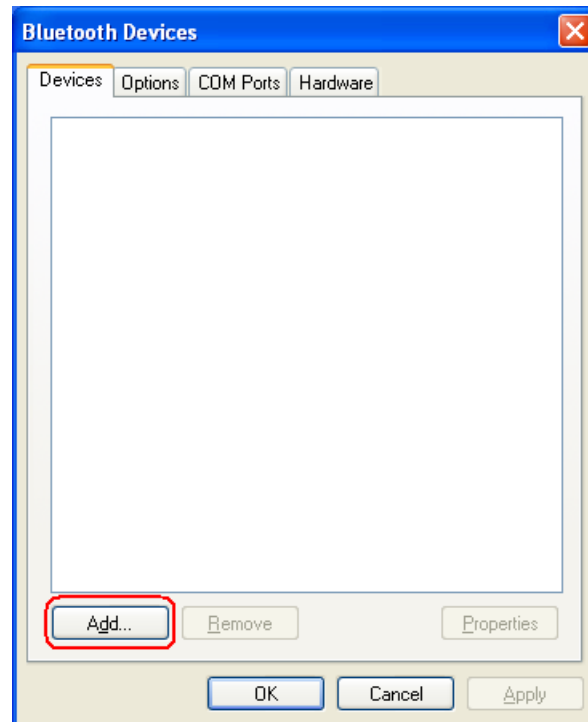 Bluetooth Devices
Devices Options COM Ports Hardware
Add... Remove Properties
OK Cancel Apply